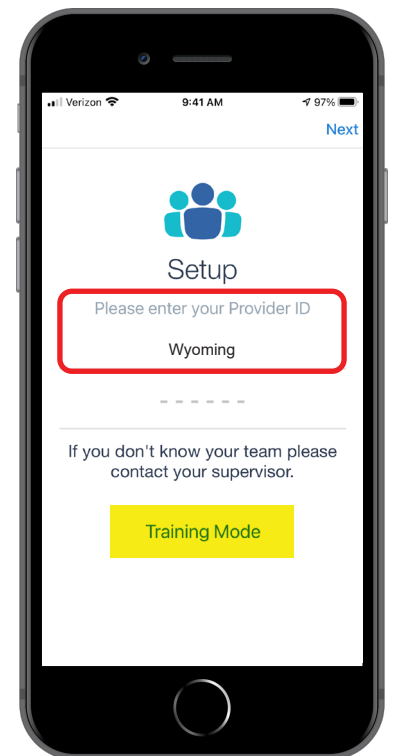 Verizon 9:41 AM 97%
Next
Setup
Please enter your Provider ID
Wyoming
- - - - - -
If you don't know your team please
contact your supervisor.
Training Mode